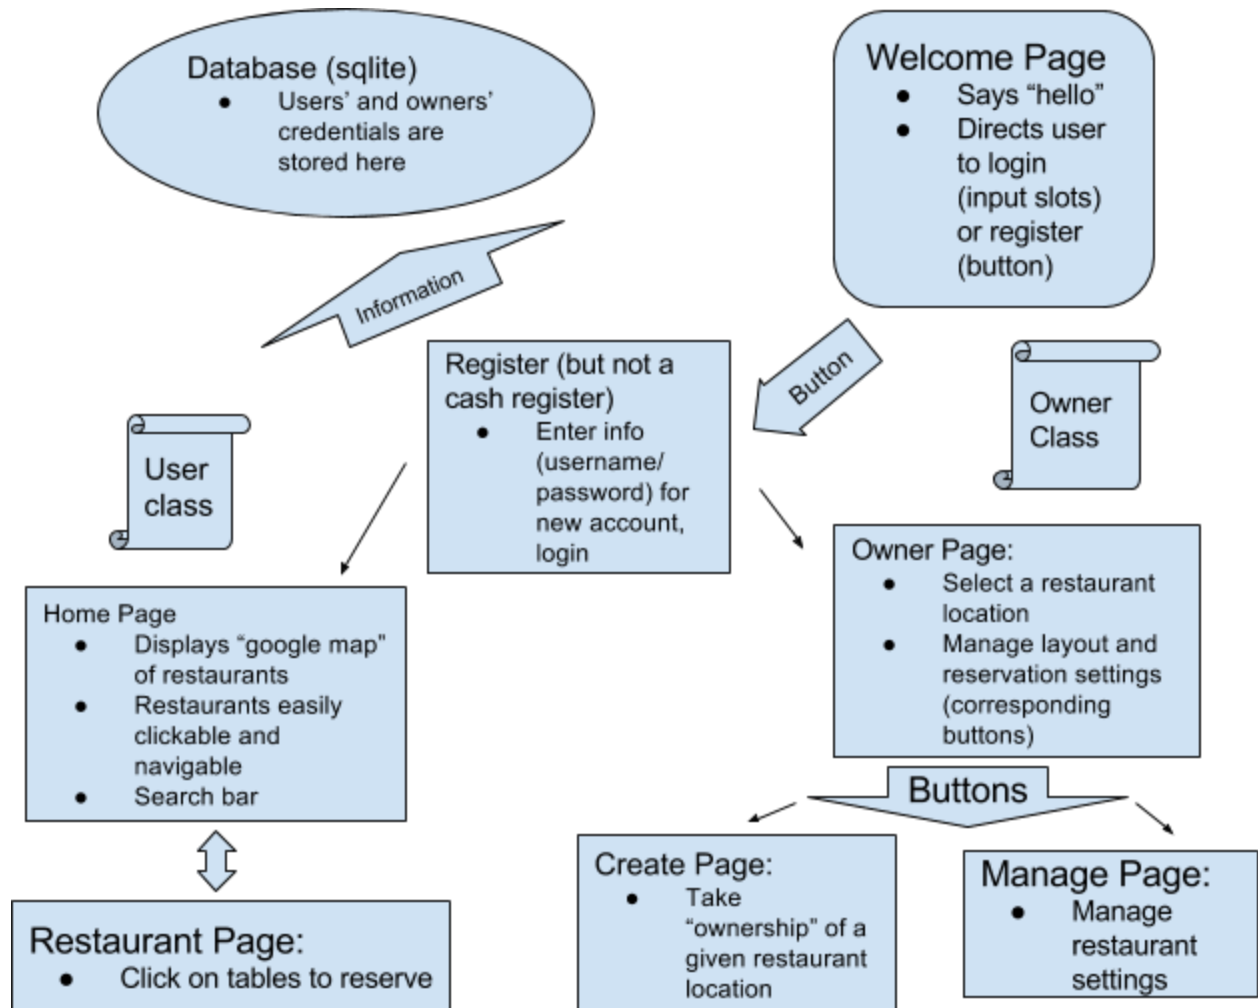 Database (sqlite)
● Users’ and owners’
credentials are
stored here
Welcome Page
● Says “hello”
● Directs user
to login
(input slots)
or register
(button)
Information
Button
Register (but not a
cash register)
● Enter info
(username/
password) for
new account,
login
User
class
Owner
Class
Home Page
● Displays “google map”
of restaurants
● Restaurants easily
clickable and
navigable
● Search bar
Owner Page:
● Select a restaurant
location
● Manage layout and
reservation settings
(corresponding
buttons)
Buttons
Restaurant Page:
● Click on tables to reserve
Create Page:
● Take
“ownership” of a
given restaurant
location
Manage Page:
● Manage
restaurant
settings